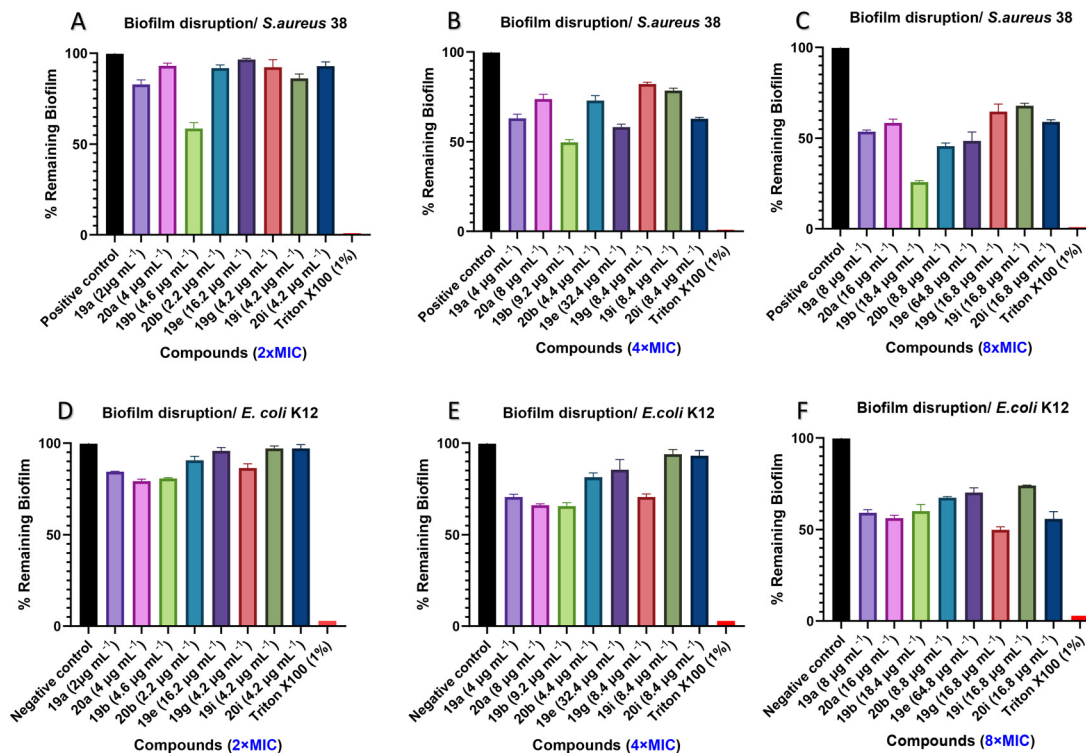 A
Biofilm disruption/ S.aureus 38
% Remaining Biofilm
100
50
0
Positive control
19a (2µg mL⁻¹)
20a (4 µg mL⁻¹)
19b (4.6 µg mL⁻¹)
20b (2.2 µg mL⁻¹)
19e (16.2 µg mL⁻¹)
19g (4.2 µg mL⁻¹)
19i (4.2 µg mL⁻¹)
20i (4.2 µg mL⁻¹)
Triton X100 (1%)
Compounds (2xMIC)
B
Biofilm disruption/ S.aureus 38
% Remaining Biofilm
100
50
0
Positive control
19a (4 µg mL⁻¹)
20a (8 µg mL⁻¹)
19b (9.2µg mL⁻¹)
20b (4.4 µg mL⁻¹)
19e (32.4 µg mL⁻¹)
19g (8.4 µg mL⁻¹)
19i (8.4 µg mL⁻¹)
20i (8.4 µg mL⁻¹)
Triton X100 (1%)
Compounds (4×MIC)
C
Biofilm disruption/ S.aureus 38
% Remaining Biofilm
100
50
0
Positive control
19a (8 µg mL⁻¹)
20a (16 µg mL⁻¹)
19b (18.4 µg mL⁻¹)
20b (8.8 µg mL⁻¹)
19e (64.8 µg mL⁻¹)
19g (16.8 µg mL⁻¹)
19i (16.8 µg mL⁻¹)
20i (16.8 µg mL⁻¹)
Triton X100 (1%)
Compounds (8xMIC)
D
Biofilm disruption/ E. coli K12
% Remaining Biofilm
100
50
0
Negative control
19a (2µg mL⁻¹)
20a (4 µg mL⁻¹)
19b (4.6 µg mL⁻¹)
20b (2.2 µg mL⁻¹)
19e (16.2 µg mL⁻¹)
19g (4.2 µg mL⁻¹)
19i (4.2 µg mL⁻¹)
20i (4.2 µg mL⁻¹)
Triton X100 (1%)
Compounds (2×MIC)
E
Biofilm disruption/ E.coli K12
% Remaining Biofilm
100
50
0
Negative control
19a (4 µg mL⁻¹)
20a (8 µg mL⁻¹)
19b (9.2 µg mL⁻¹)
20b (4.4 µg mL⁻¹)
19e (32.4 µg mL⁻¹)
19g (8.4 µg mL⁻¹)
19i (8.4 µg mL⁻¹)
20i (8.4 µg mL⁻¹)
Triton X100 (1%)
Compounds (4×MIC)
F
Biofilm disruption/ E.coli K12
% Remaining Biofilm
100
50
0
Negative control
19a (8 µg mL⁻¹)
20a (16 µg mL⁻¹)
19b (18.4 µg mL⁻¹)
20b (8.8 µg mL⁻¹)
19e (64.8 µg mL⁻¹)
19g (16.8 µg mL⁻¹)
19i (16.8 µg mL⁻¹)
20i (16.8 µg mL⁻¹)
Triton X100 (1%)
Compounds (8×MIC)